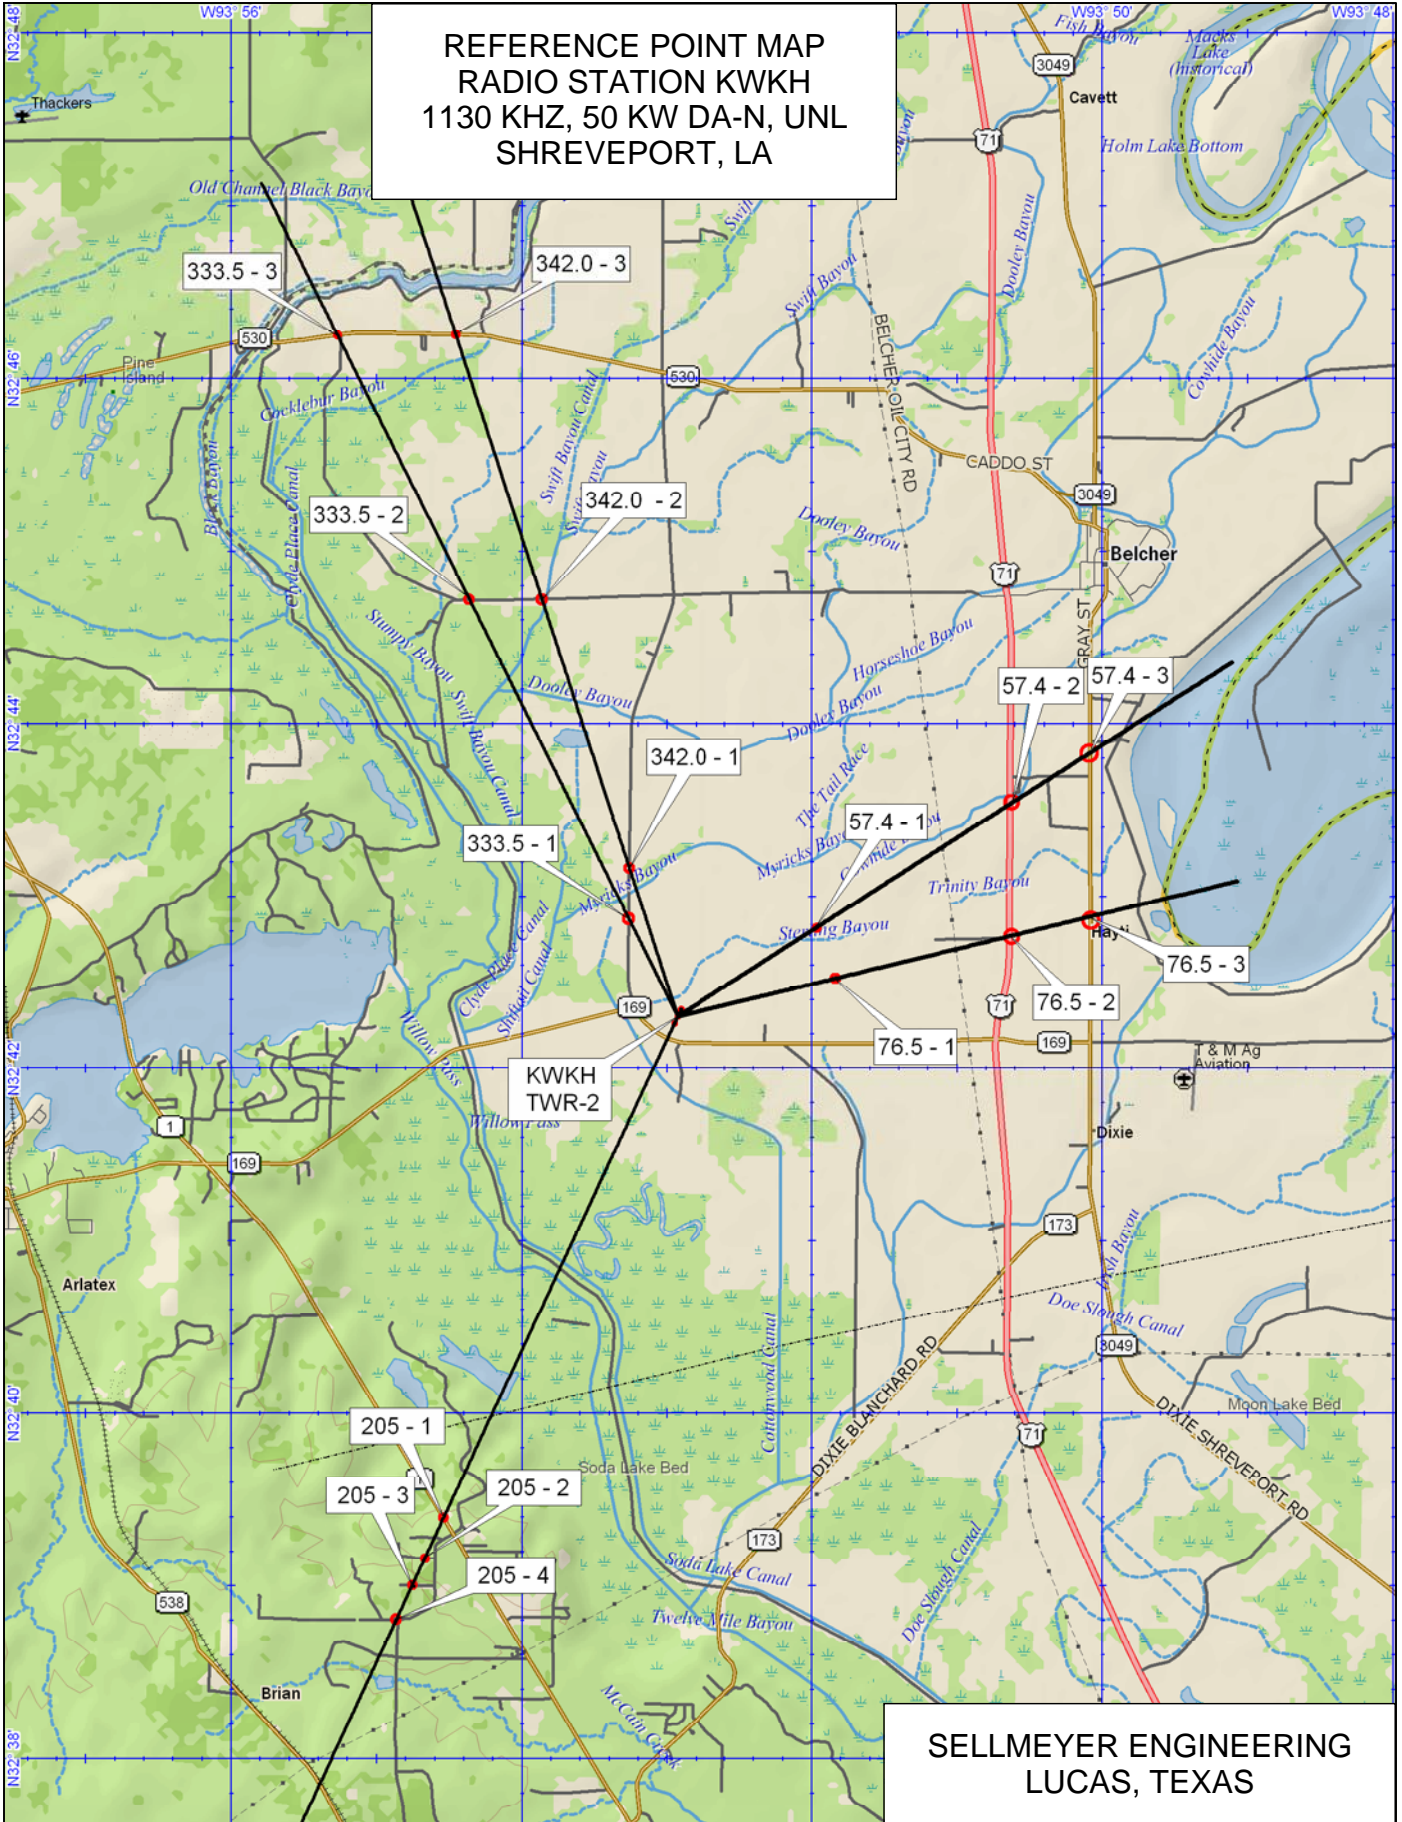 W93° 56'
W93° 50'
W93° 48'
N32° 48'
REFERENCE POINT MAP
RADIO STATION KWKH
1130 KHZ, 50 KW DA-N, UNL
SHREVEPORT, LA
Fish Bayou
Macks
Lake
(historical)
3049
Thackers
Cavett
71
Holm Lake Bottom
Old Channel Black Bayo
Swift
Dooley Bayou
333.5 - 3
342.0 - 3
Swift Bayou
530
BELCHER OIL CITY RD
Cowhide Bayou
Pine
Island
N32° 46'
530
Cocklebur Bayou
Swift Bayou Canal
Black Bayou
CADDO ST
Clyde Place Canal
333.5 - 2
342.0 - 2
3049
Dooley Bayou
Belcher
71
GRAY ST
Stumpy Bayou
Horseshoe Bayou
57.4 - 2
57.4 - 3
Dooley Bayou
Dooley Bayou
Swift Bayou Canal
N32° 44'
342.0 - 1
The Tail Race
57.4 - 1
333.5 - 1
Myricks Bayou
Myricks Bayo
Trinity Bayou
Clyde Place Canal
Shiftail Canal
Hayti
76.5 - 3
169
71
76.5 - 2
76.5 - 1
169
Willow Pass
N32° 42'
KWKH
TWR-2
T & M Ag
Aviation
Willow Pass
1
Dixie
169
173
Irish Bayou
Arlatex
Doe Slough Canal
3049
Cottonwood Canal
DIXIE BLANCHARD RD
N32° 40'
Moon Lake Bed
DIXIE SHREVEPORT RD
205 - 1
71
Soda Lake Bed
205 - 3
205 - 2
173
205 - 4
Soda Lake Canal
Doe Slough Canal
538
Twelve Mile Bayou
Brian
McCain Creek
N32° 38'
SELLMEYER ENGINEERING
LUCAS, TEXAS